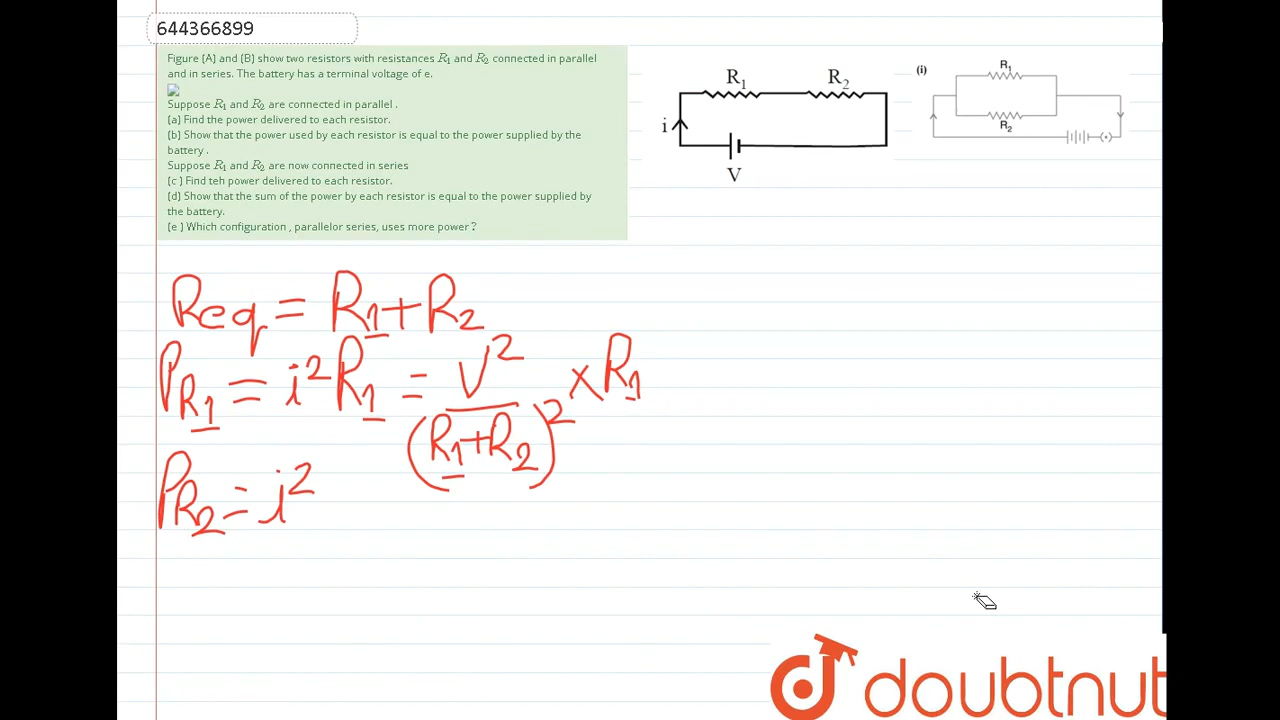 644366899
Figure (A) and (B) show two resistors with resistances R₁ and R₂ connected in parallel
and in series. The battery has a terminal voltage of e.
Suppose R₁ and R₂ are connected in parallel .
(a) Find the power delivered to each resistor.
(b) Show that the power used by each resistor is equal to the power supplied by the
battery .
Suppose R₁ and R₂ are now connected in series
(c ) Find teh power delivered to each resistor.
(d) Show that the sum of the power by each resistor is equal to the power supplied by
the battery.
(e ) Which configuration , parallelor series, uses more power?
R₁ R₂
i
V
(i)
R₁
R₂
Req = R₁+R₂
P_R₁ = i²R₁ = V²/(R₁+R₂)² ×R₁
P_R₂ = i²
doubtnut